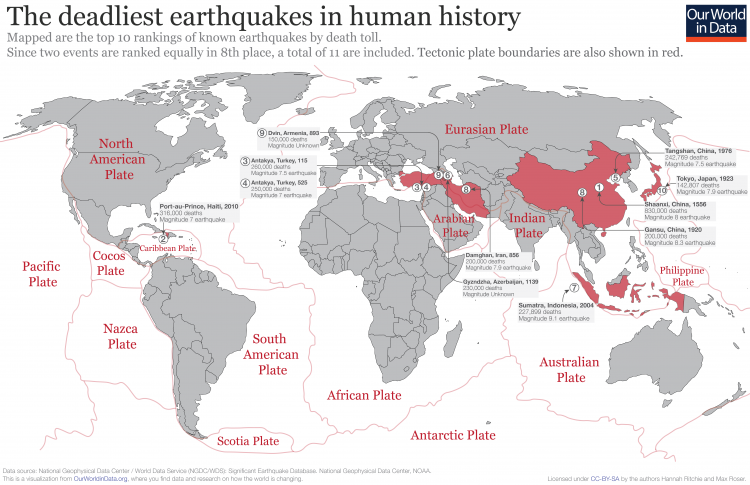 The deadliest earthquakes in human history
Mapped are the top 10 rankings of known earthquakes by death toll.
Since two events are ranked equally in 8th place, a total of 11 are included. Tectonic plate boundaries are also shown in red.
Our World
in Data
North
American
Plate
Eurasian Plate
9 Dvin, Armenia, 893
150,000 deaths
Magnitude Unknown
3 Antakya, Turkey, 115
260,000 deaths
Magnitude 7.5 earthquake
4 Antakya, Turkey, 525
250,000 deaths
Magnitude 7 earthquake
Tangshan, China, 1976
242,769 deaths
Magnitude 7.5 earthquake
Tokyo, Japan, 1923
142,807 deaths
Magnitude 7.9 earthquake
Shaanxi, China, 1556
830,000 deaths
Magnitude 8 earthquake
Gansu, China, 1920
200,000 deaths
Magnitude 8.3 earthquake
9
6
3
4
8
8
1
5
10
Port-au-Prince, Haiti, 2010
316,000 deaths
Magnitude 7 earthquake
2
Caribbean Plate
Arabian
Plate
Indian
Plate
Damghan, Iran, 856
200,000 deaths
Magnitude 7.9 earthquake
Gyzndzha, Azerbaijan, 1139
230,000 deaths
Magnitude Unknown
7
Sumatra, Indonesia, 2004
227,899 deaths
Magnitude 9.1 earthquake
Pacific
Plate
Cocos
Plate
Philippine
Plate
Nazca
Plate
South
American
Plate
African Plate
Australian
Plate
Scotia Plate
Antarctic Plate
Data source: National Geophysical Data Center / World Data Service (NGDC/WDS): Significant Earthquake Database. National Geophysical Data Center, NOAA.
This is a visualization from OurWorldinData.org, where you find data and research on how the world is changing.
Licensed under CC-BY-SA by the authors Hannah Ritchie and Max Roser.